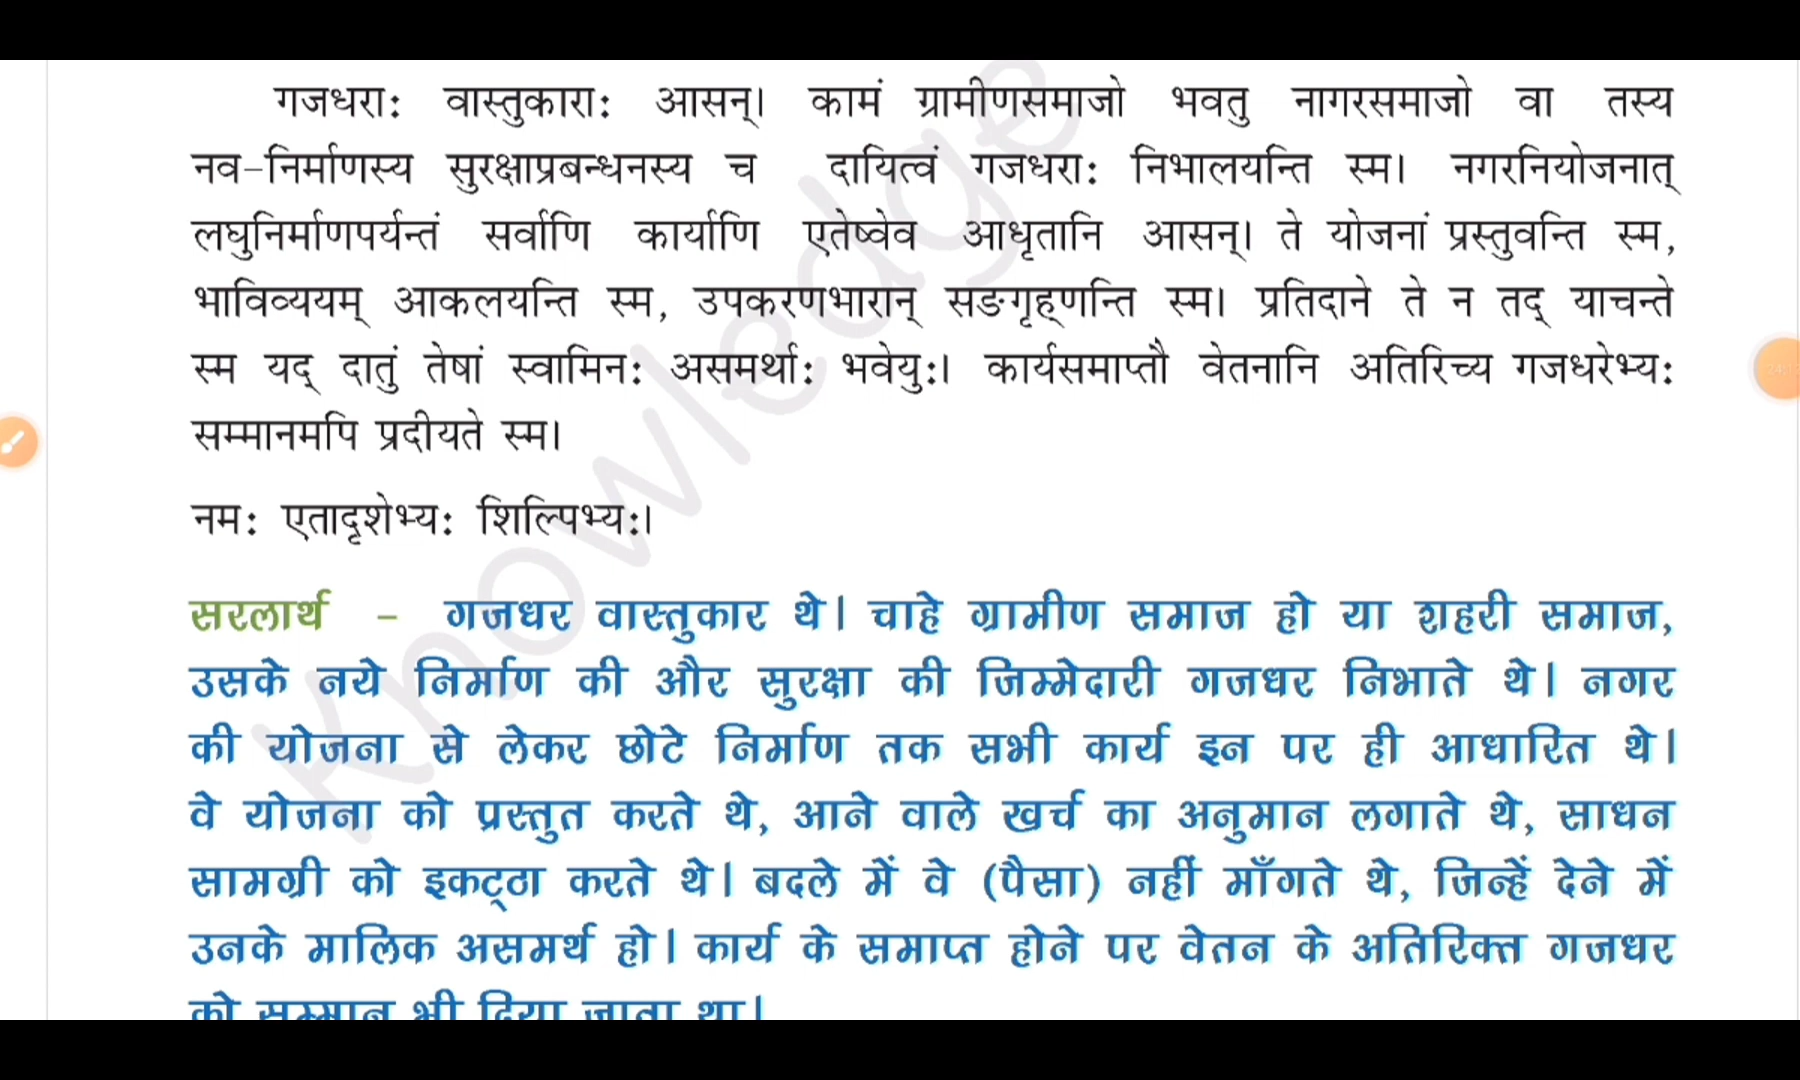 गजधराः वास्तुकाराः आसन्। कामं ग्रामीणसमाजो भवतु नागरसमाजो वा तस्य
नव-निर्माणस्य सुरक्षाप्रबन्धनस्य च दायित्वं गजधराः निभालयन्ति स्म। नगरनियोजनात्
लघुनिर्माणपर्यन्तं सर्वाणि कार्याणि एतेष्वेव आधृतानि आसन्। ते योजनां प्रस्तुवन्ति स्म,
भाविव्ययम् आकलयन्ति स्म, उपकरणभारान् सङगृह्णन्ति स्म। प्रतिदाने ते न तद् याचन्ते
स्म यद् दातुं तेषां स्वामिनः असमर्थाः भवेयुः। कार्यसमाप्तौ वेतनानि अतिरिच्य गजधरेभ्यः
सम्मानमपि प्रदीयते स्म।
नमः एतादृशेभ्यः शिल्पिभ्यः।
सरलार्थ - गजधर वास्तुकार थे। चाहे ग्रामीण समाज हो या शहरी समाज,
उसके नये निर्माण की और सुरक्षा की जिम्मेदारी गजधर निभाते थे। नगर
की योजना से लेकर छोटे निर्माण तक सभी कार्य इन पर ही आधारित थे।
वे योजना को प्रस्तुत करते थे, आने वाले खर्च का अनुमान लगाते थे, साधन
सामग्री को इकट्ठा करते थे। बदले में वे (पैसा) नहीं माँगते थे, जिन्हें देने में
उनके मालिक असमर्थ हो। कार्य के समाप्त होने पर वेतन के अतिरिक्त गजधर
को सम्मान भी दिया जाता था।
Knowledge